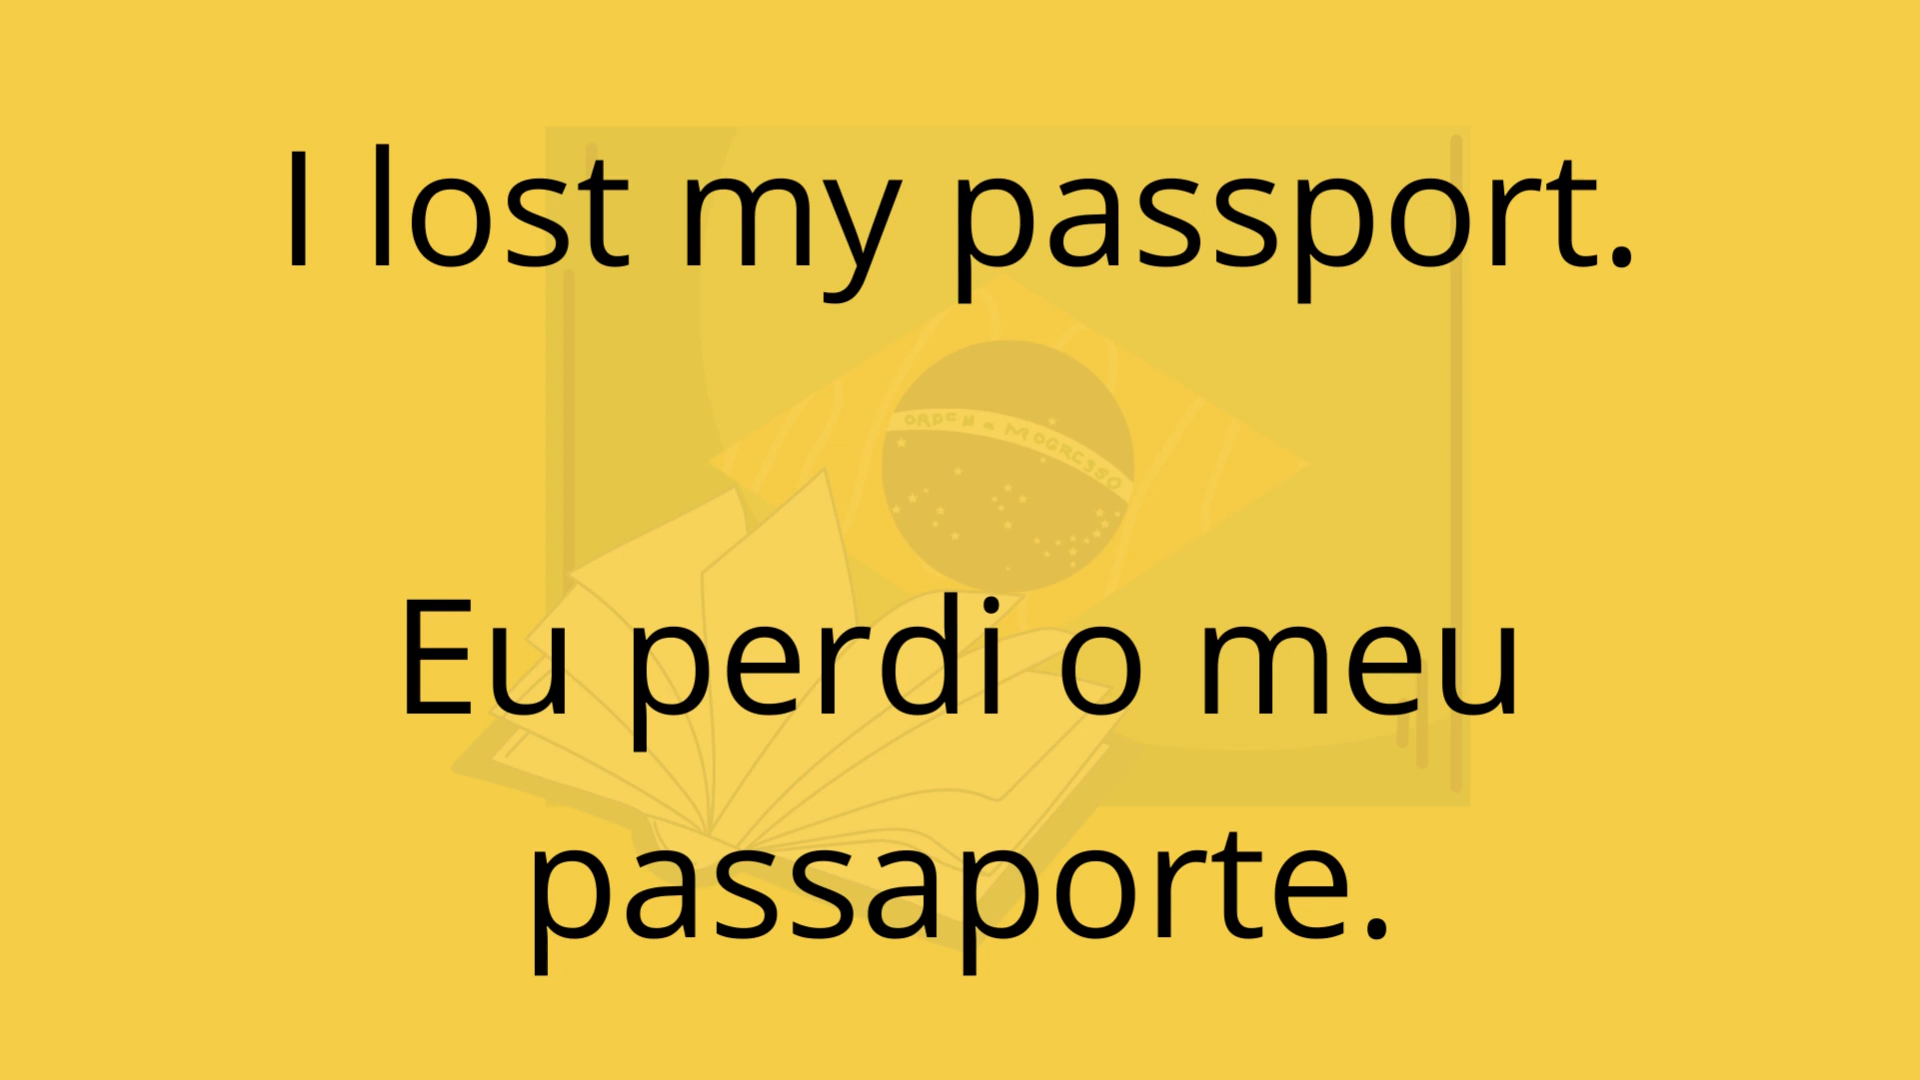 I lost my passport.
Eu perdi o meu
passaporte.